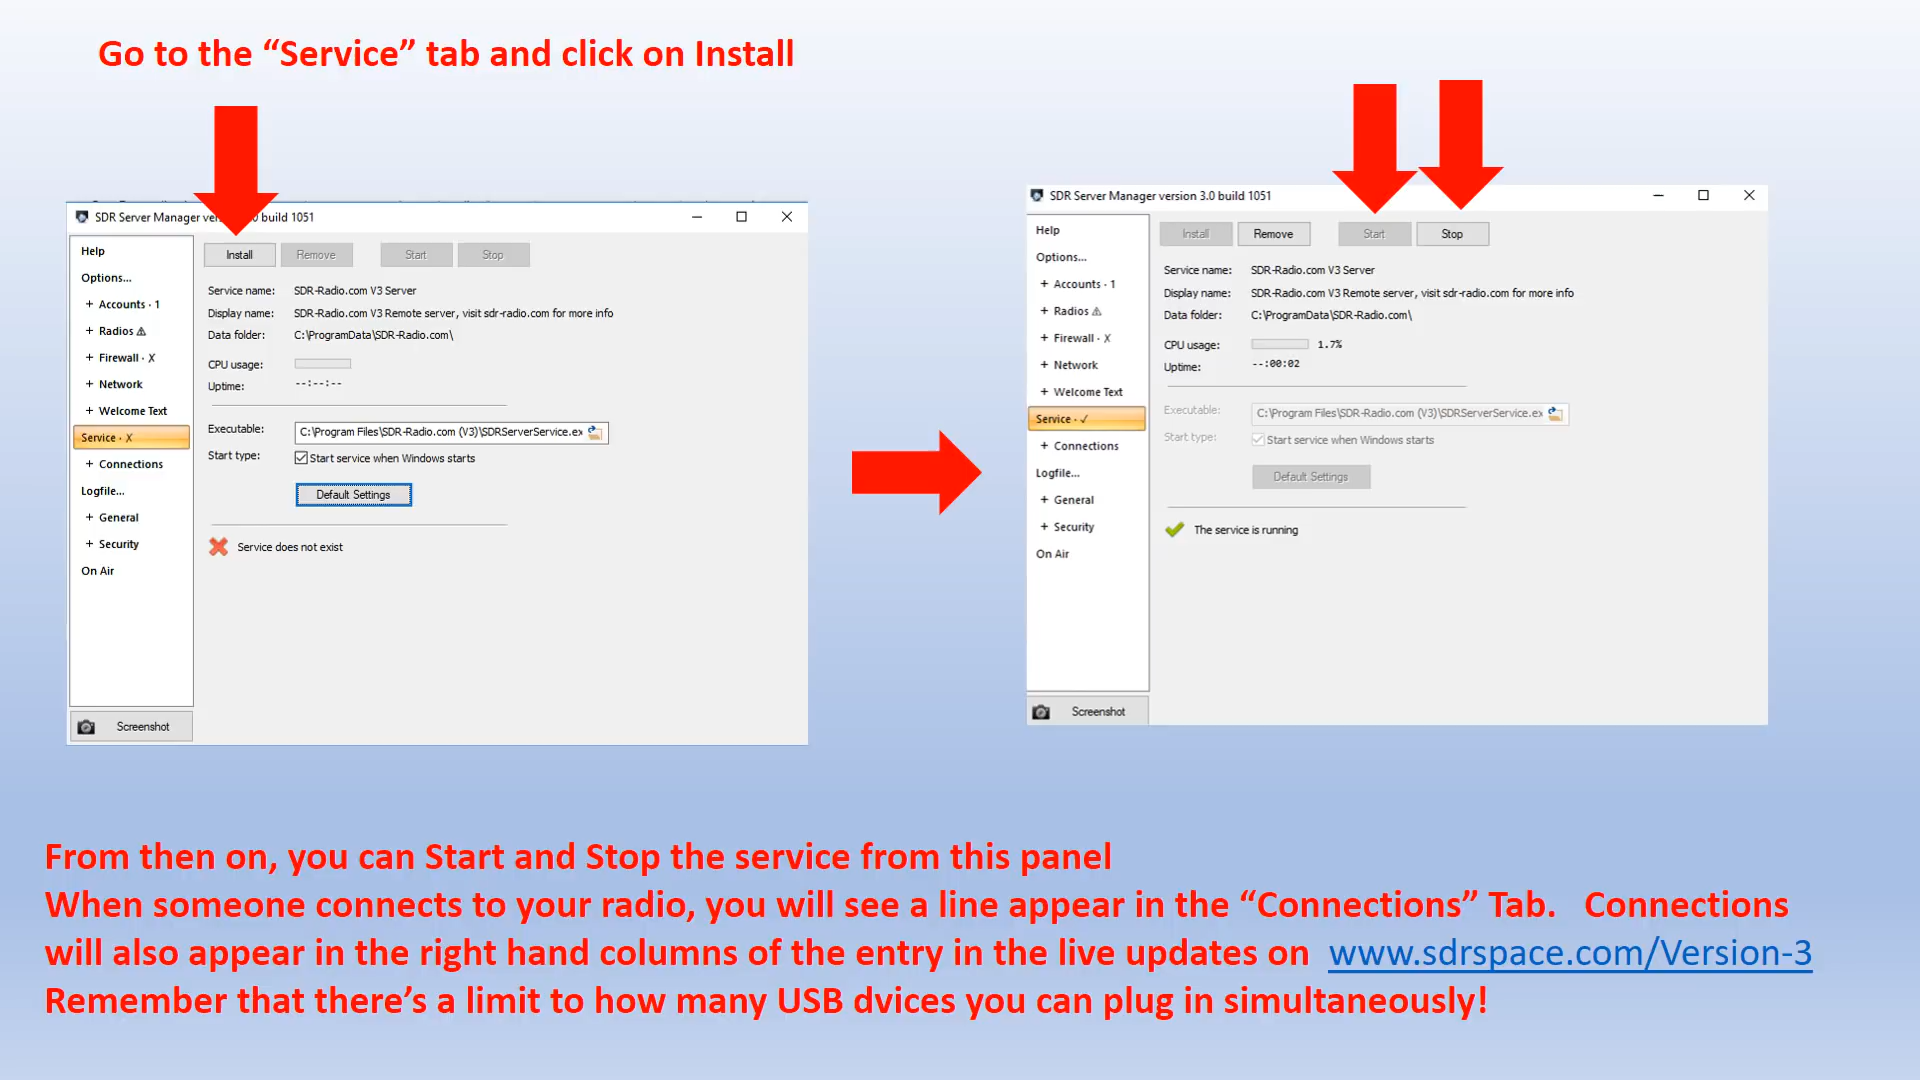 Go to the “Service” tab and click on Install
SDR Server Manager ver 0 build 1051
Help
Options...
+ Accounts · 1
+ Radios ⚠
+ Firewall · X
+ Network
+ Welcome Text
Service · X
+ Connections
Logfile...
+ General
+ Security
On Air
Screenshot
Install Remove Start Stop
Service name: SDR-Radio.com V3 Server
Display name: SDR-Radio.com V3 Remote server, visit sdr-radio.com for more info
Data folder: C:\ProgramData\SDR-Radio.com\
CPU usage:
Uptime: --:--:--
Executable: C:\Program Files\SDR-Radio.com (V3)\SDRServerService.ex
Start type: Start service when Windows starts
Default Settings
Service does not exist
SDR Server Manager version 3.0 build 1051
Help
Options...
+ Accounts · 1
+ Radios ⚠
+ Firewall · X
+ Network
+ Welcome Text
Service · ✓
+ Connections
Logfile...
+ General
+ Security
On Air
Screenshot
Install Remove Start Stop
Service name: SDR-Radio.com V3 Server
Display name: SDR-Radio.com V3 Remote server, visit sdr-radio.com for more info
Data folder: C:\ProgramData\SDR-Radio.com\
CPU usage: 1.7%
Uptime: --:00:02
Executable: C:\Program Files\SDR-Radio.com (V3)\SDRServerService.ex
Start type: Start service when Windows starts
Default Settings
The service is running
From then on, you can Start and Stop the service from this panel
When someone connects to your radio, you will see a line appear in the “Connections” Tab. Connections
will also appear in the right hand columns of the entry in the live updates on www.sdrspace.com/Version-3
Remember that there’s a limit to how many USB dvices you can plug in simultaneously!